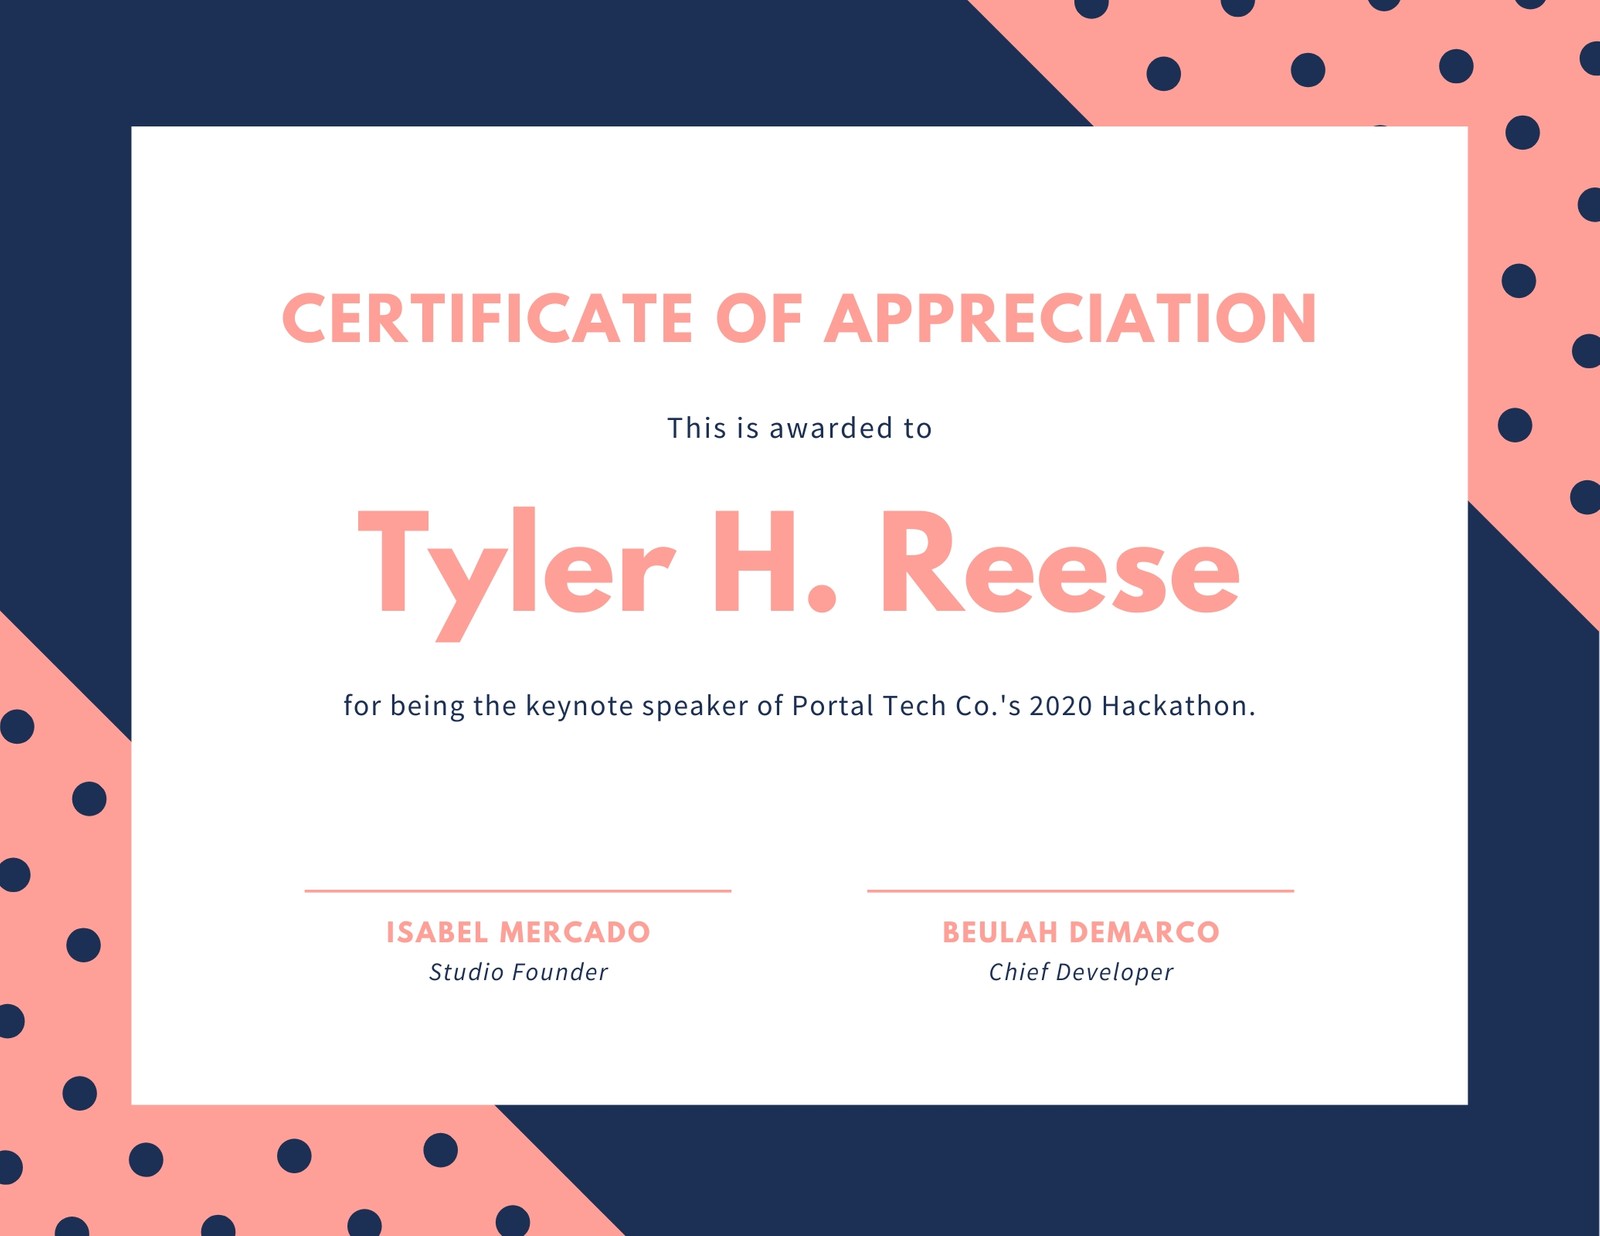 CERTIFICATE OF APPRECIATION
This is awarded to
Tyler H. Reese
for being the keynote speaker of Portal Tech Co.'s 2020 Hackathon.
ISABEL MERCADO
Studio Founder
BEULAH DEMARCO
Chief Developer